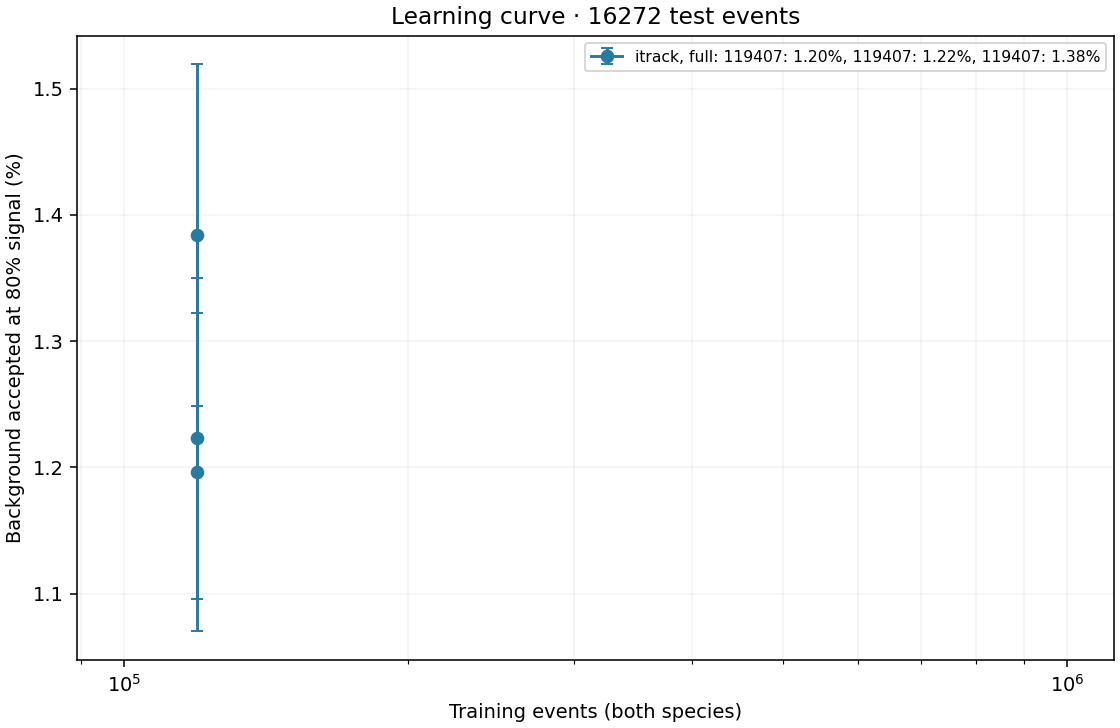 Learning curve · 16272 test events
itrack, full: 119407: 1.20%, 119407: 1.22%, 119407: 1.38%
Background accepted at 80% signal (%)
1.5
1.4
1.3
1.2
1.1
10⁵
10⁶
Training events (both species)